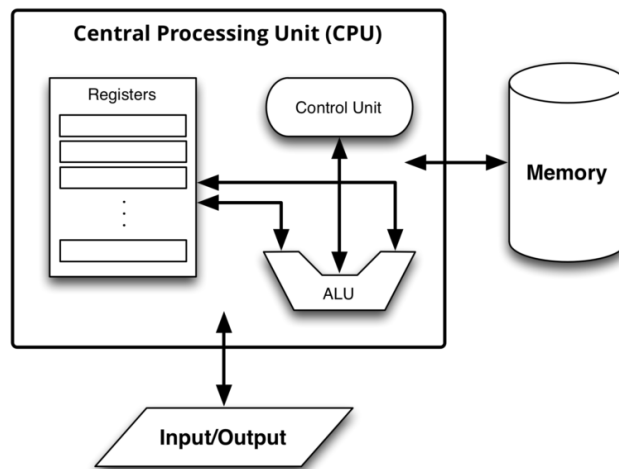 Central Processing Unit (CPU)
Registers
Control Unit
Memory
ALU
Input/Output